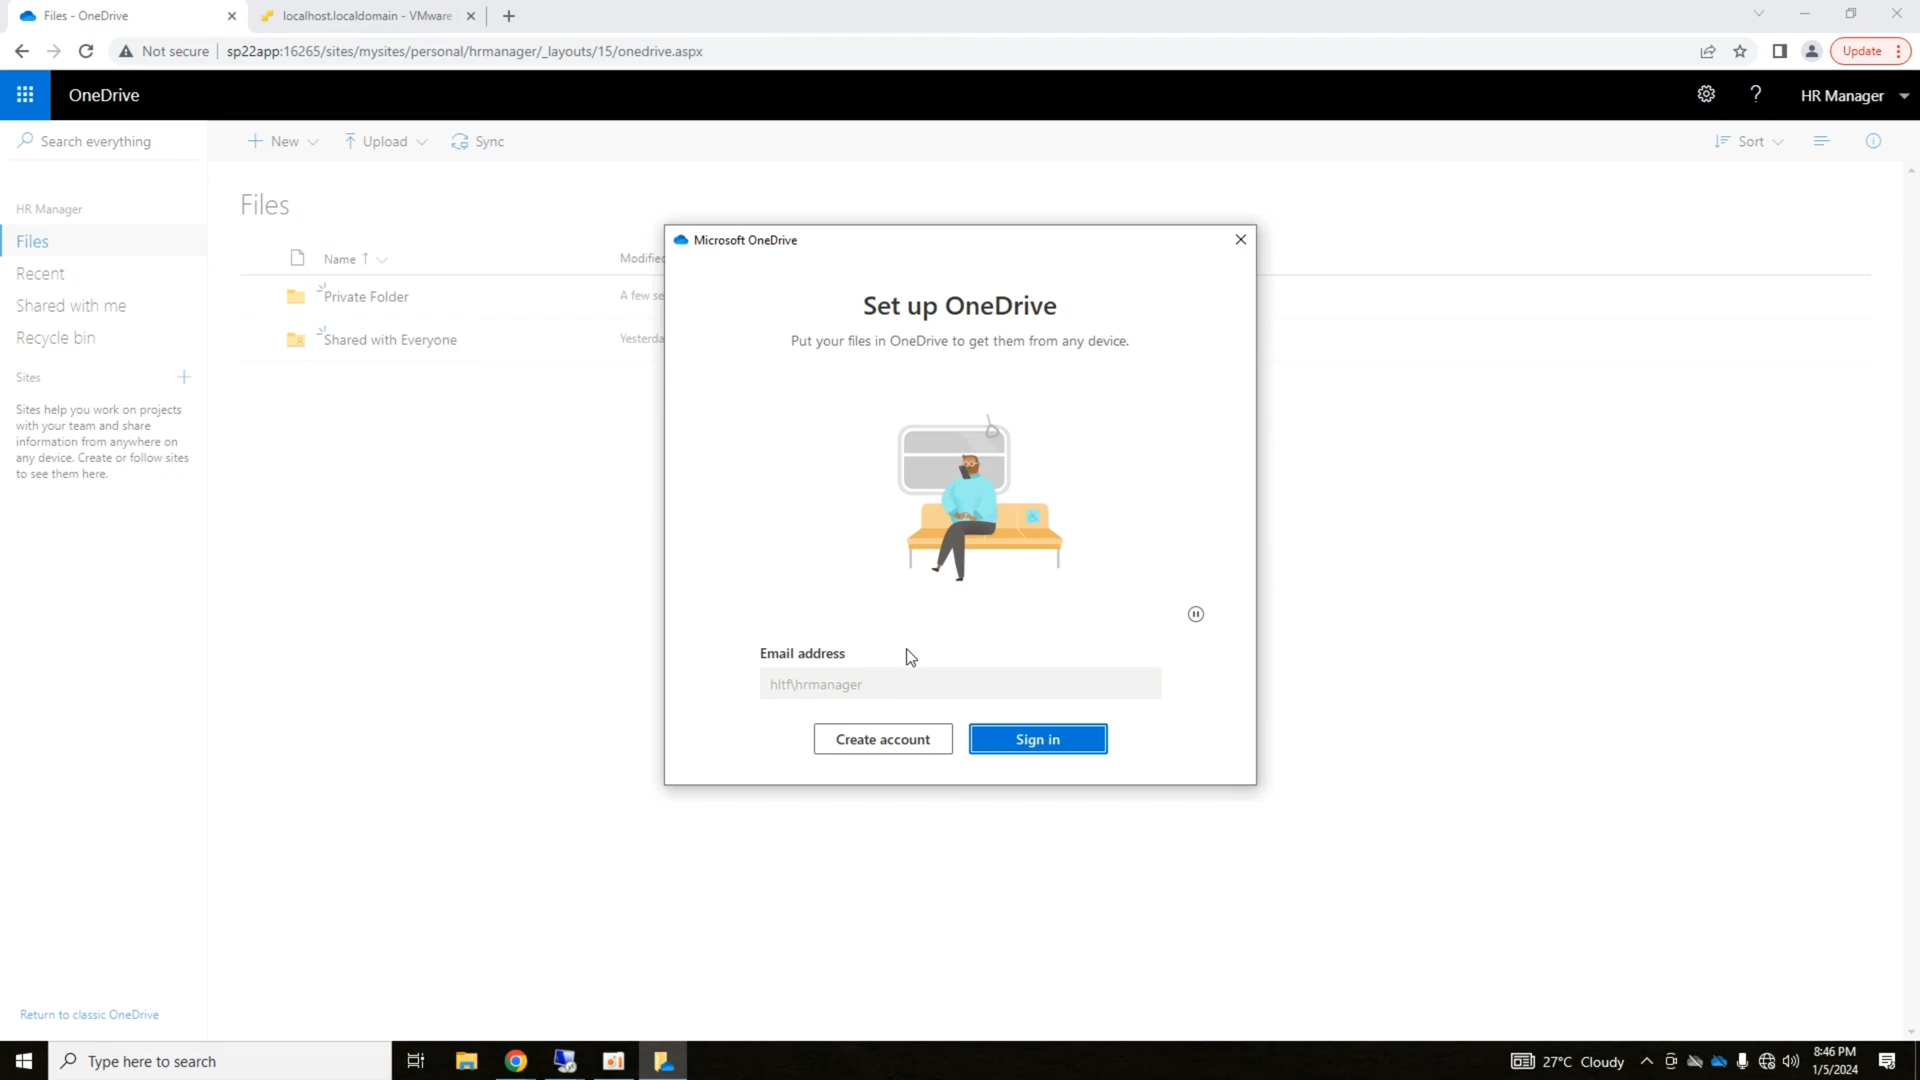 Files - OneDrive
localhost.localdomain - VMware
Not secure
sp22app:16265/sites/mysites/personal/hrmanager/_layouts/15/onedrive.aspx
Update
OneDrive
HR Manager
Search everything
New
Upload
Sync
Sort
HR Manager
Files
Recent
Shared with me
Recycle bin
Sites
Sites help you work on projects
with your team and share
information from anywhere on
any device. Create or follow sites
to see them here.
Return to classic OneDrive
Files
Name
Modified
Private Folder
A few se
Shared with Everyone
Yesterda
Microsoft OneDrive
Set up OneDrive
Put your files in OneDrive to get them from any device.
Email address
hltf\hrmanager
Create account
Sign in
Type here to search
27°C Cloudy
8:46 PM
1/5/2024